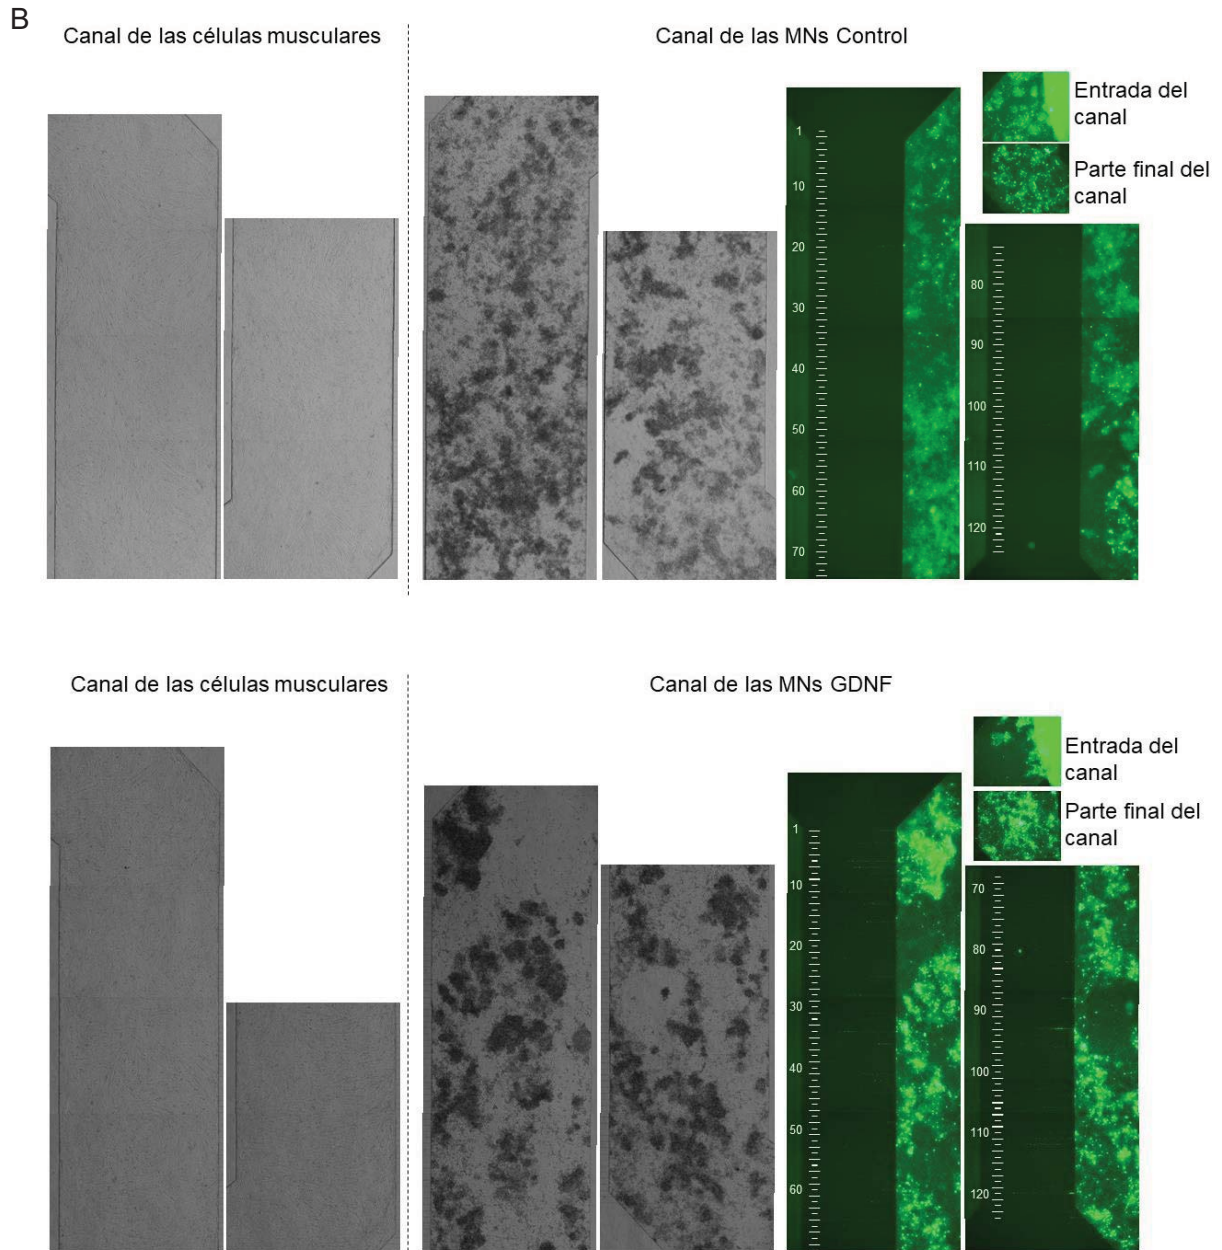 B
Canal de las células musculares
Canal de las MNs Control
Entrada del
canal
Parte final del
canal
1
10
20
30
40
50
60
70
80
90
100
110
120
Canal de las células musculares
Canal de las MNs GDNF
Entrada del
canal
Parte final del
canal
1
10
20
30
40
50
60
70
80
90
100
110
120